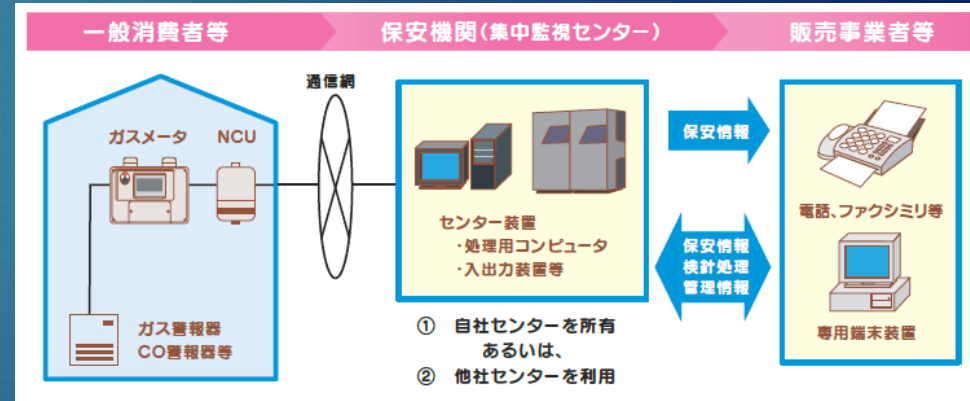 一般消費者等
保安機関(集中監視センター)
販売事業者等
通信網
ガスメータ
NCU
ガス警報器
CO警報器等
センター装置
・処理用コンピュータ
・入出力装置等
① 自社センターを所有
あるいは、
② 他社センターを利用
保安情報
保安情報
検針処理
管理情報
電話、ファクシミリ等
専用端末装置